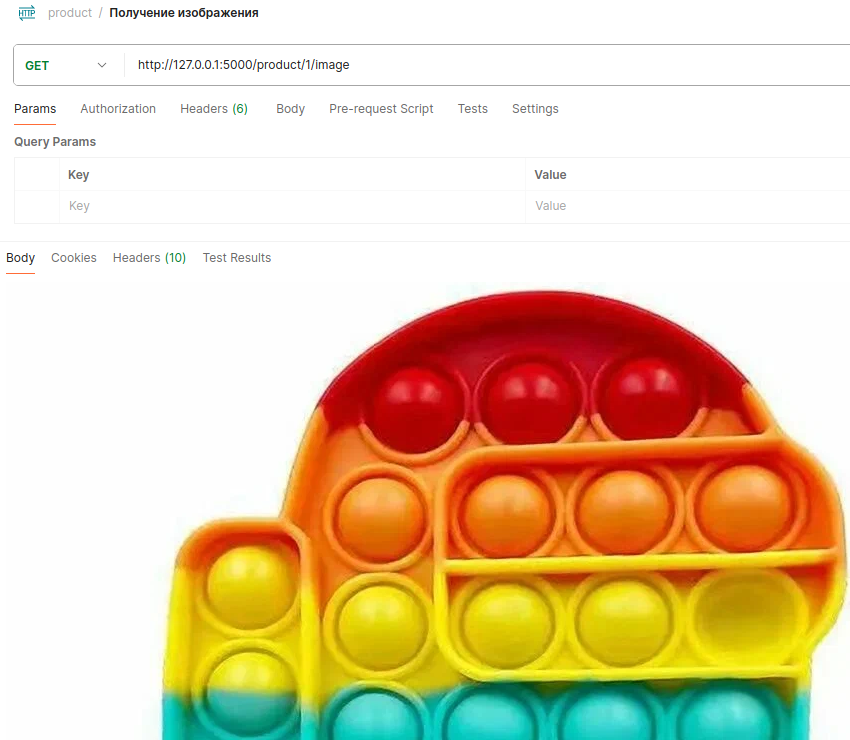 HTTP product / Получение изображения
GET http://127.0.0.1:5000/product/1/image
Params Authorization Headers (6) Body Pre-request Script Tests Settings
Query Params
Key Value
Key Value
Body Cookies Headers (10) Test Results